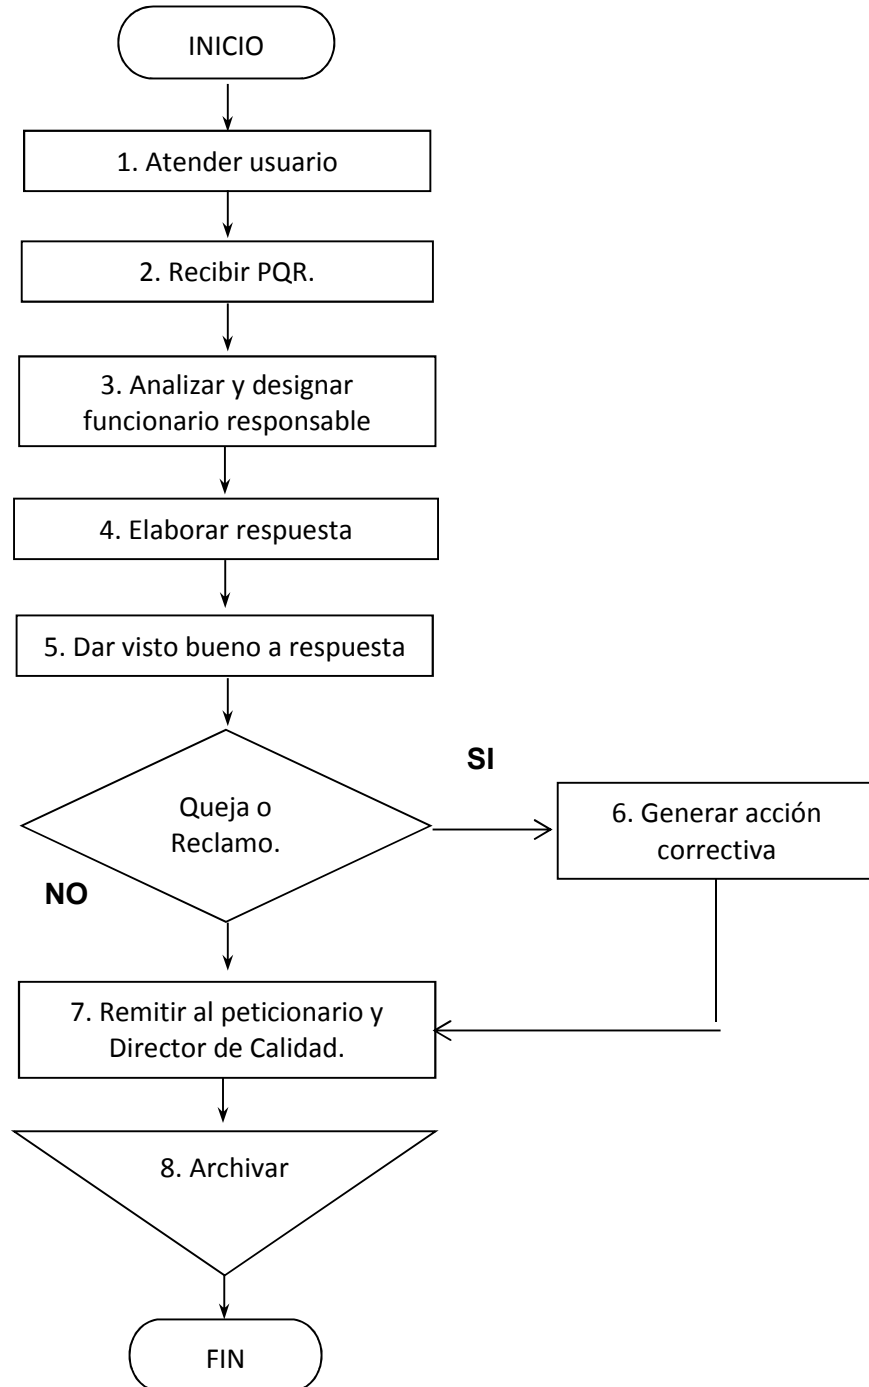 INICIO
1. Atender usuario
2. Recibir PQR.
3. Analizar y designar
funcionario responsable
4. Elaborar respuesta
5. Dar visto bueno a respuesta
SI
Queja o
Reclamo.
6. Generar acción
correctiva
NO
7. Remitir al peticionario y
Director de Calidad.
8. Archivar
FIN